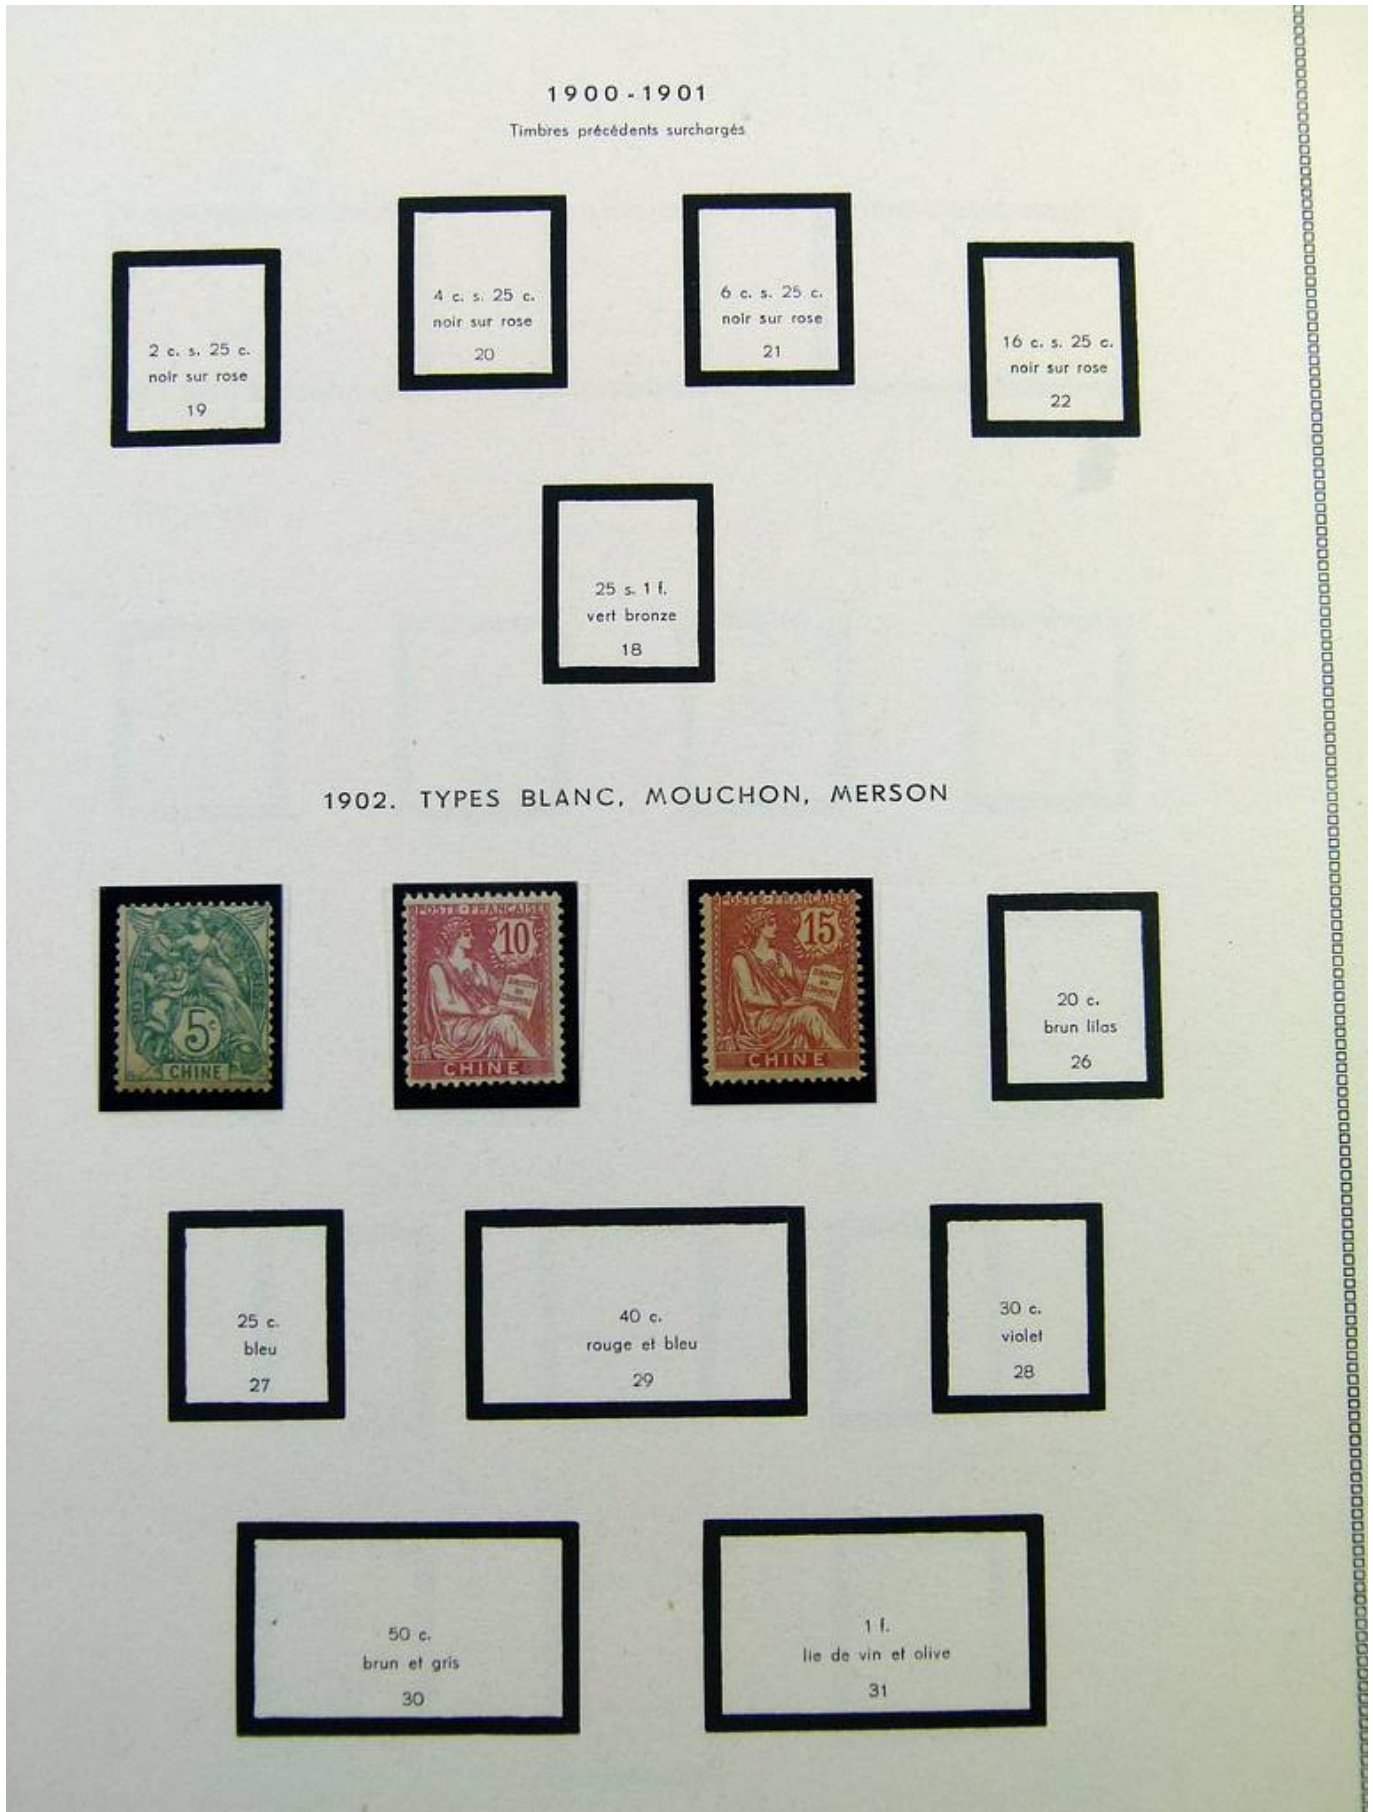 1900-1901
Timbres précédents surchargés
2 c. s. 25 c.
noir sur rose
19
4 c. s. 25 c.
noir sur rose
20
6 c. s. 25 c.
noir sur rose
21
16 c. s. 25 c.
noir sur rose
22
25 s. 1 f.
vert bronze
18
1902. TYPES BLANC, MOUCHON, MERSON
5c
CHINE
POSTE·FRANÇAISE
10
CHINE
POSTE·FRANÇAISE
15
CHINE
20 c.
brun lilas
26
25 c.
bleu
27
40 c.
rouge et bleu
29
30 c.
violet
28
50 c.
brun et gris
30
1 f.
lie de vin et olive
31